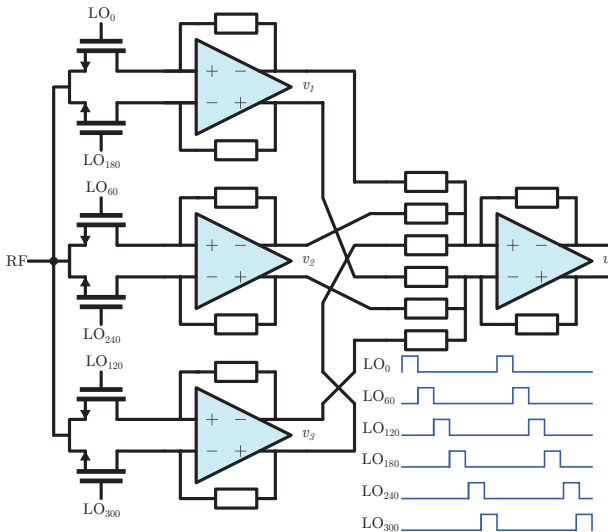 LO0
+ −
v1
− +
LO180
LO60
+ −
RF
v2
− +
+ −
v
− +
LO240
LO120
LO0
LO60
+ −
LO120
v3
− +
LO180
LO240
LO300
LO300